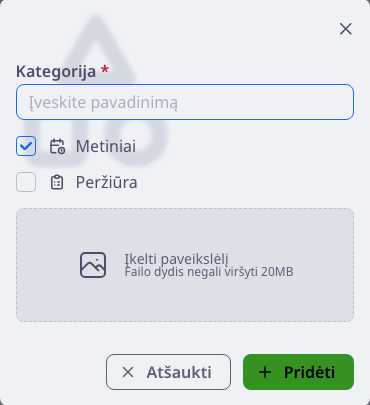 Kategorija *
Įveskite pavadinimą
Metiniai
Peržiūra
Įkelti paveikslėlį
Failo dydis negali viršyti 20MB
Atšaukti
Pridėti